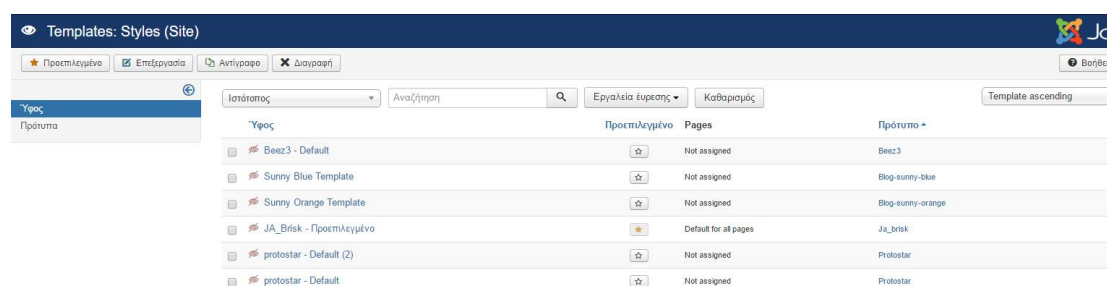 Templates: Styles (Site)
Προεπιλεγμένο Επεξεργασία Αντίγραφο Διαγραφή
Ύφος
Πρότυπα
Ιστότοπος Αναζήτηση Εργαλεία έυρεσης Καθαρισμός Template ascending
Ύφος Προεπιλεγμένο Pages Πρότυπο
Beez3 - Default Not assigned Beez3
Sunny Blue Template Not assigned Blog-sunny-blue
Sunny Orange Template Not assigned Blog-sunny-orange
JA_Brisk - Προεπιλεγμένο Default for all pages Ja_brisk
protostar - Default (2) Not assigned Protostar
protostar - Default Not assigned Protostar